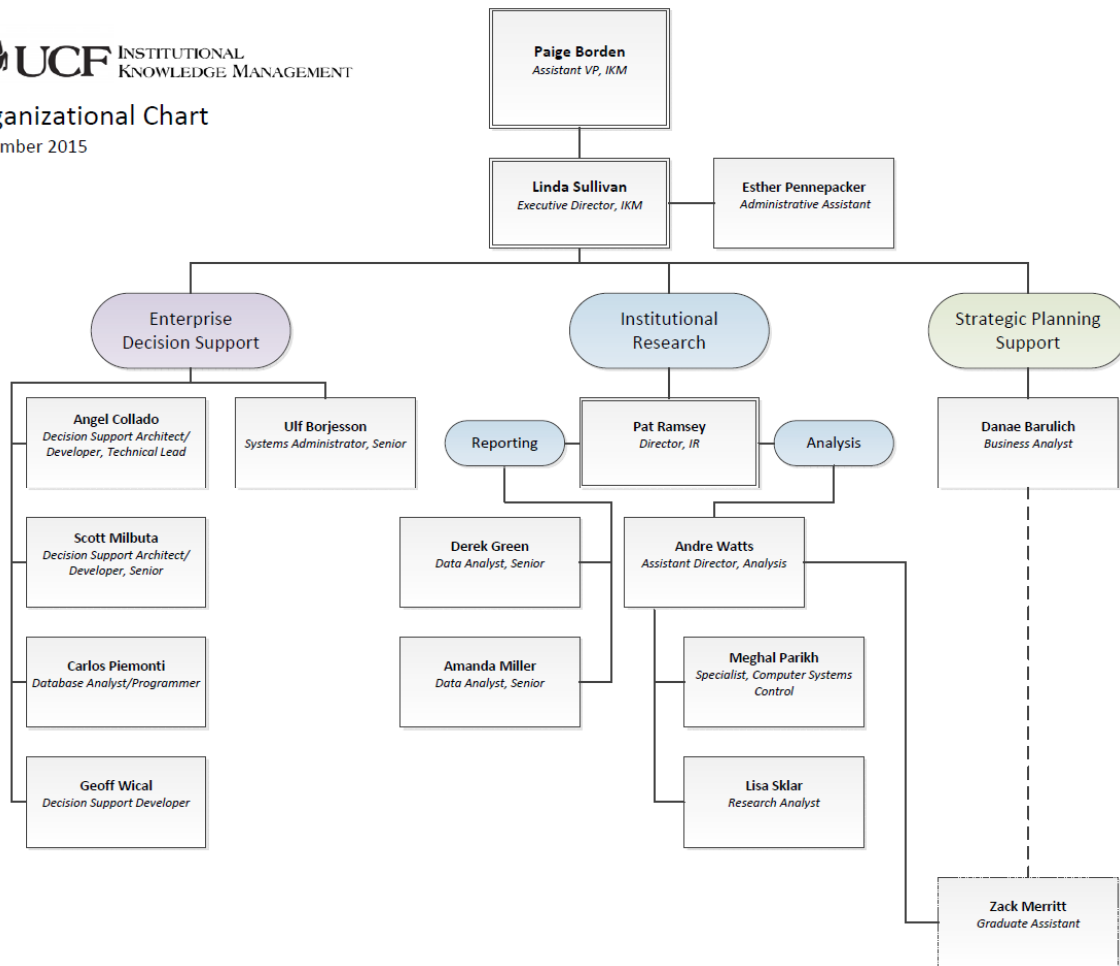 UCF INSTITUTIONAL
KNOWLEDGE MANAGEMENT
ganizational Chart
mber 2015
Paige Borden
Assistant VP, IKM
Linda Sullivan
Executive Director, IKM
Esther Pennepacker
Administrative Assistant
Enterprise
Decision Support
Institutional
Research
Strategic Planning
Support
Angel Collado
Decision Support Architect/
Developer, Technical Lead
Ulf Borjesson
Systems Administrator, Senior
Reporting
Pat Ramsey
Director, IR
Analysis
Danae Barulich
Business Analyst
Scott Milbuta
Decision Support Architect/
Developer, Senior
Derek Green
Data Analyst, Senior
Andre Watts
Assistant Director, Analysis
Carlos Piemonti
Database Analyst/Programmer
Amanda Miller
Data Analyst, Senior
Meghal Parikh
Specialist, Computer Systems
Control
Geoff Wical
Decision Support Developer
Lisa Sklar
Research Analyst
Zack Merritt
Graduate Assistant